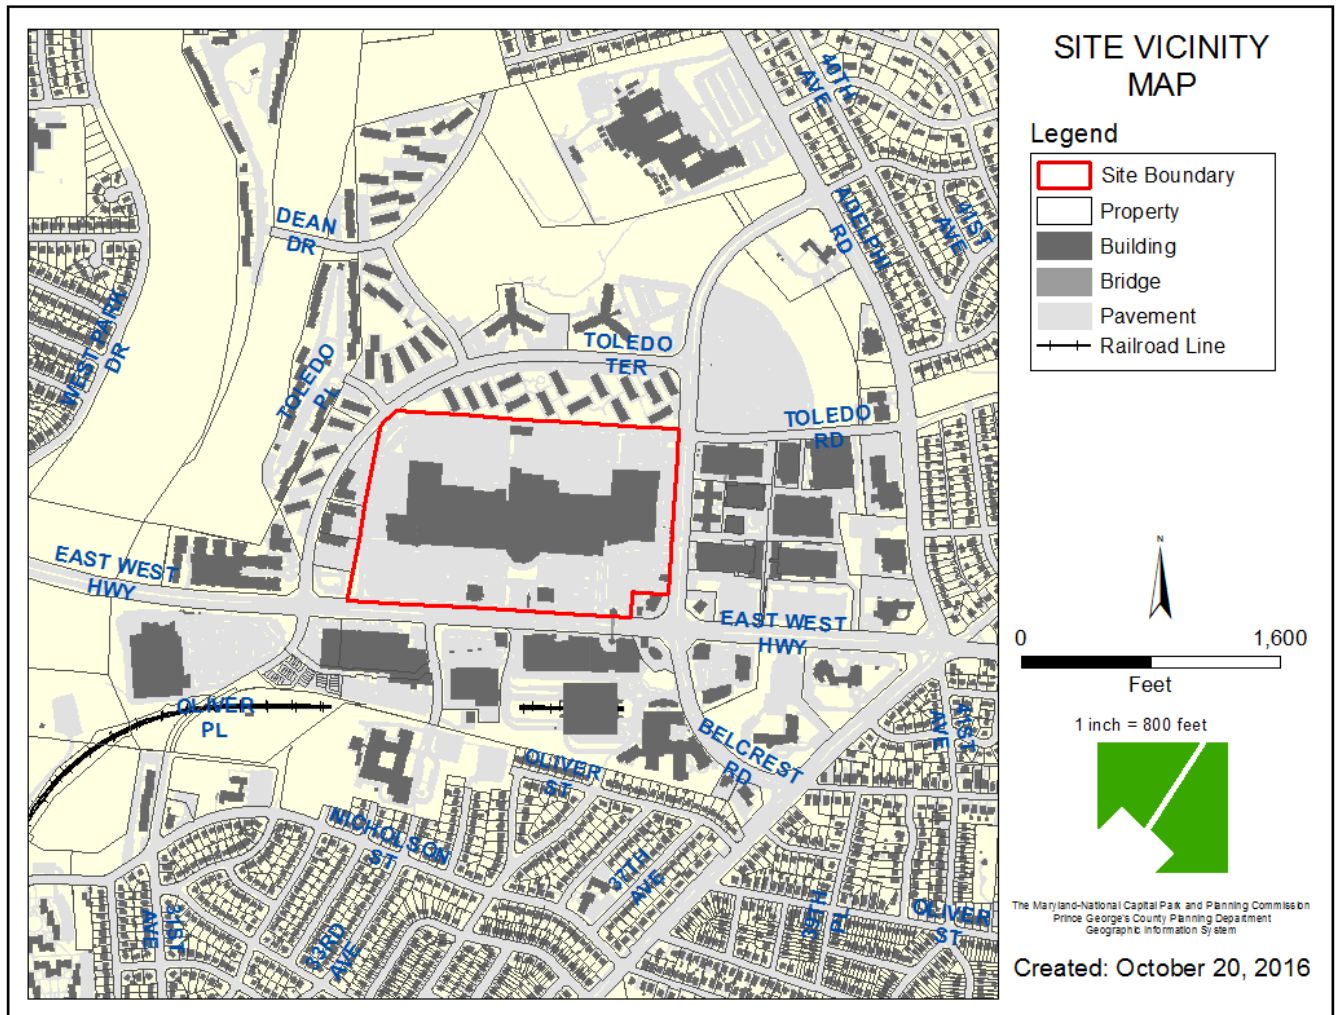 SITE VICINITY
MAP
Legend
Site Boundary
Property
Building
Bridge
Pavement
Railroad Line
N
0 1,600
Feet
1 inch = 800 feet
The Maryland-National Capital Park and Planning Commission
Prince George's County Planning Department
Geographic Information System
Created: October 20, 2016
40TH
AVE
ADELPHI
RD
41ST
AVE
DEAN
DR
WEST PARK
DR
TOLEDO
PL
TOLEDO
TER
TOLEDO
RD
EAST WEST
HWY
EAST WEST
HWY
OLIVER
PL
BELCREST
RD
41ST
AVE
OLIVER
ST
NICHOLSON
ST
37TH
AVE
31ST
AVE
33RD
AVE
39TH
PL
OLIVER
ST